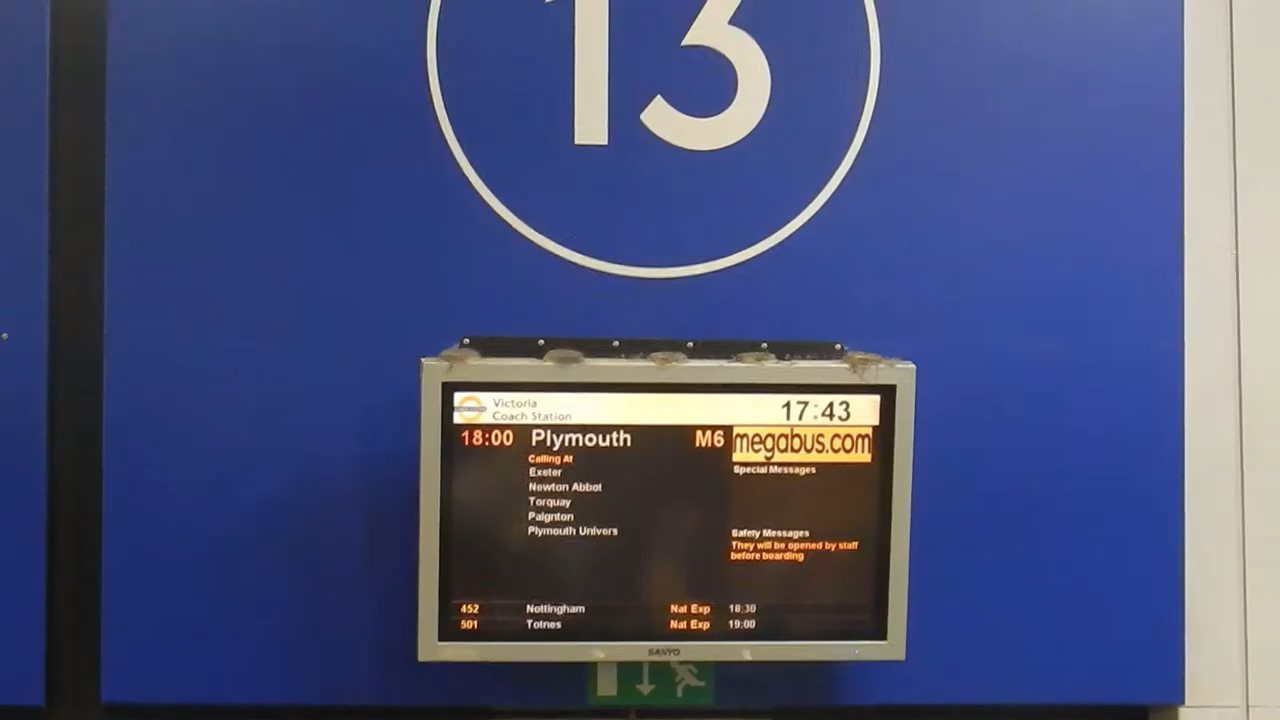 13
Victoria
Coach Station
17:43
18:00 Plymouth M6
megabus.com
Calling At
Exeter
Newton Abbot
Torquay
Paignton
Plymouth Univers
Special Messages
Safety Messages
They will be opened by staff
before boarding
452 Nottingham Nat Exp 18:30
501 Totnes Nat Exp 19:00
SANYO